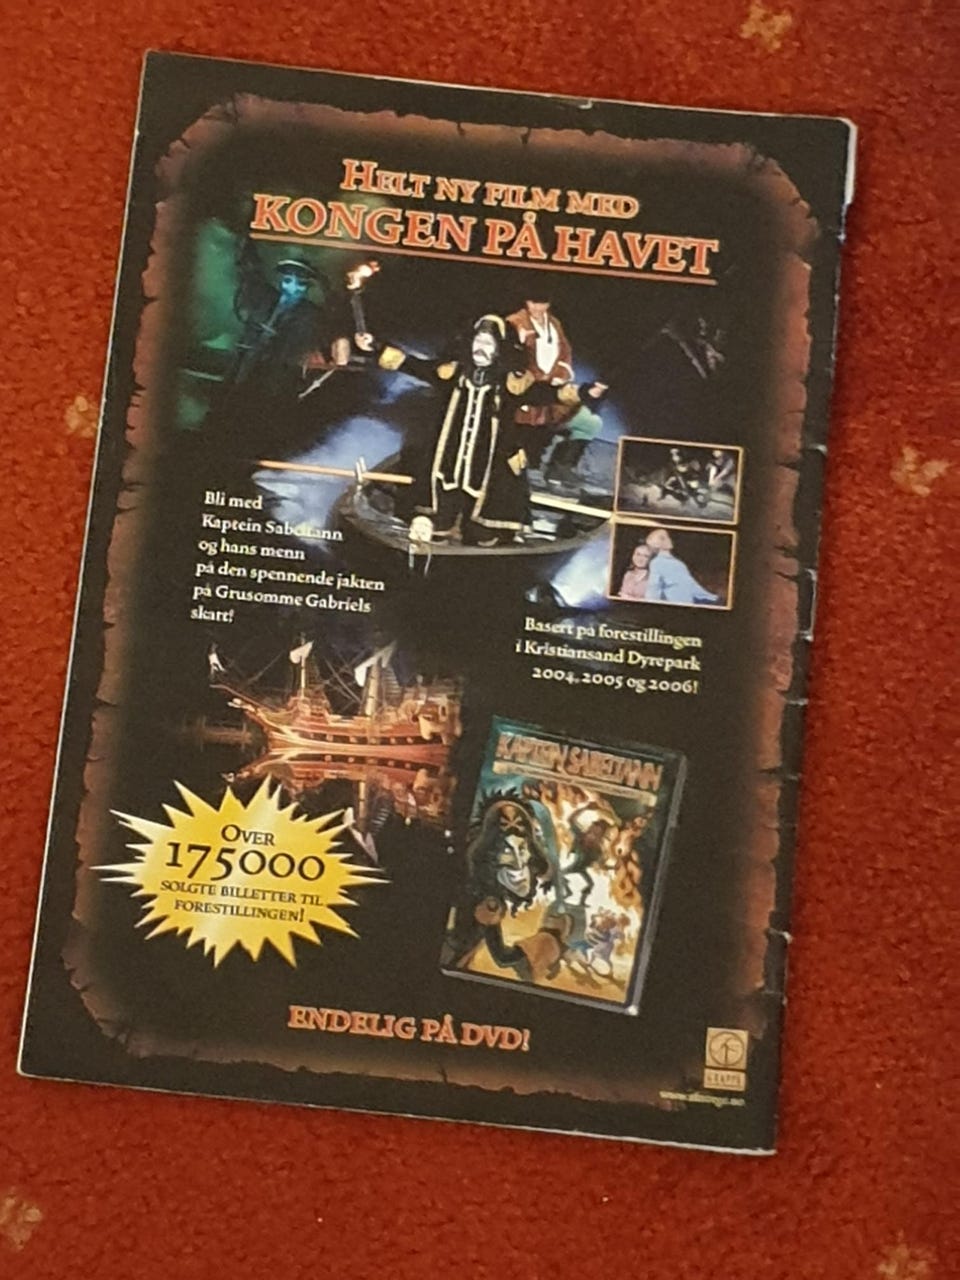 HELT NY FILM MED
KONGEN PÅ HAVET
Bli med
Kaptein Sabeltann
og hans menn
på den spennende jakten
på Grusomme Gabriels
skatt!
Basert på forestillingen
i Kristiansand Dyrepark
2004, 2005 og 2006!
KAPTEIN SABELTANN
OVER
175000
SOLGTE BILLETTER TIL
FORESTILLINGEN!
ENDELIG PÅ DVD!